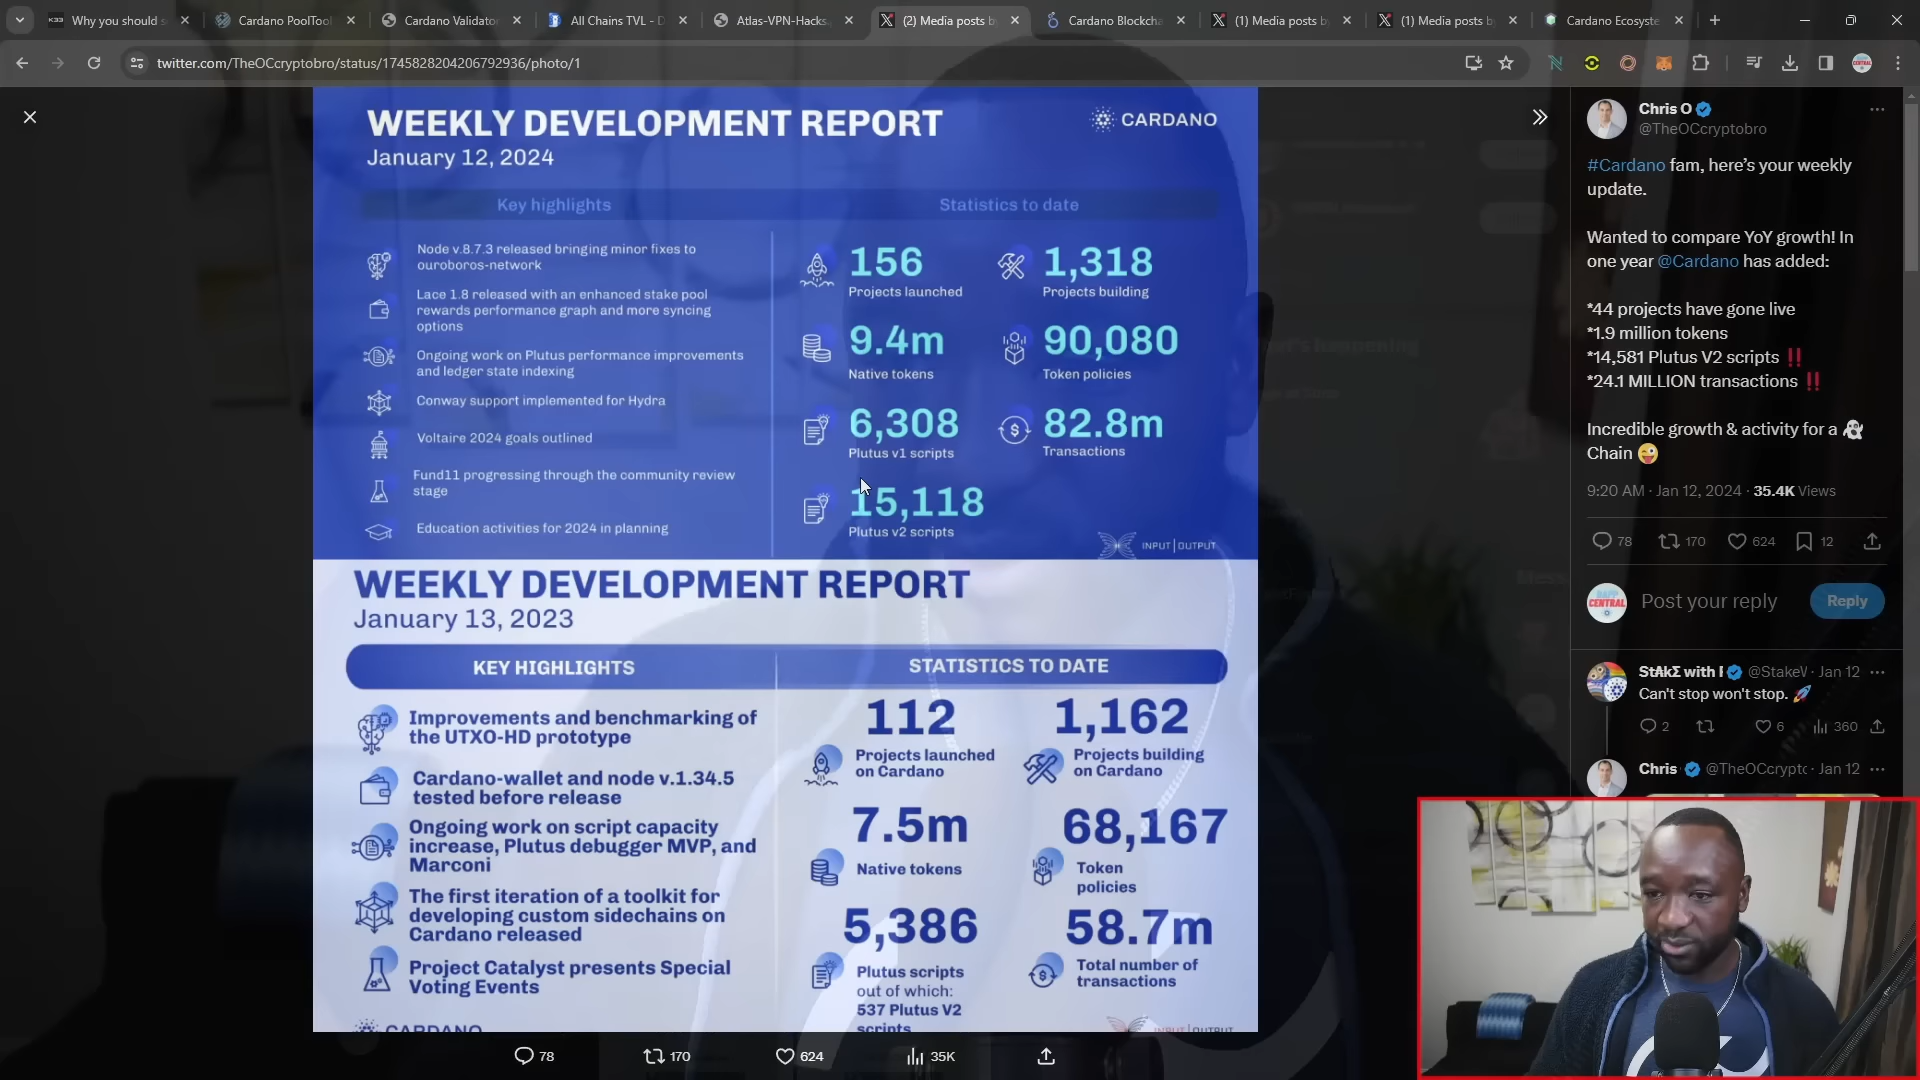 Why you should s
Cardano PoolTool
Cardano Validator
All Chains TVL - D
Atlas-VPN-Hacks
(2) Media posts b
Cardano Blockcha
(1) Media posts b
(1) Media posts b
Cardano Ecosyste
twitter.com/TheOCcryptobro/status/1745828204206792936/photo/1
WEEKLY DEVELOPMENT REPORT
January 12, 2024
CARDANO
Key highlights
Statistics to date
Node v.8.7.3 released bringing minor fixes to
ouroboros-network
Lace 1.8 released with an enhanced stake pool
rewards performance graph and more syncing
options
Ongoing work on Plutus performance improvements
and ledger state indexing
Conway support implemented for Hydra
Voltaire 2024 goals outlined
Fund11 progressing through the community review
stage
Education activities for 2024 in planning
156
Projects launched
1,318
Projects building
9.4m
Native tokens
90,080
Token policies
6,308
Plutus v1 scripts
82.8m
Transactions
15,118
Plutus v2 scripts
INPUT | OUTPUT
WEEKLY DEVELOPMENT REPORT
January 13, 2023
KEY HIGHLIGHTS
STATISTICS TO DATE
Improvements and benchmarking of
the UTXO-HD prototype
Cardano-wallet and node v.1.34.5
tested before release
Ongoing work on script capacity
increase, Plutus debugger MVP, and
Marconi
The first iteration of a toolkit for
developing custom sidechains on
Cardano released
Project Catalyst presents Special
Voting Events
112
Projects launched
on Cardano
1,162
Projects building
on Cardano
7.5m
Native tokens
68,167
Token
policies
5,386
Plutus scripts
out of which:
537 Plutus V2
scripts
58.7m
Total number of
transactions
CARDANO
INPUT | OUTPUT
78
170
624
35K
Chris O
@TheOCcryptobro
#Cardano fam, here's your weekly
update.
Wanted to compare YoY growth! In
one year @Cardano has added:
*44 projects have gone live
*1.9 million tokens
*14,581 Plutus V2 scripts ‼️
*24.1 MILLION transactions ‼️
Incredible growth & activity for a 👻
Chain 😜
9:20 AM · Jan 12, 2024 · 35.4K Views
78
170
624
12
Post your reply
Reply
StAkΣ with I @StakeW · Jan 12
Can't stop won't stop. 🚀
2
6
360
Chris @TheOCcrypto · Jan 12
DAPP
CENTRAL